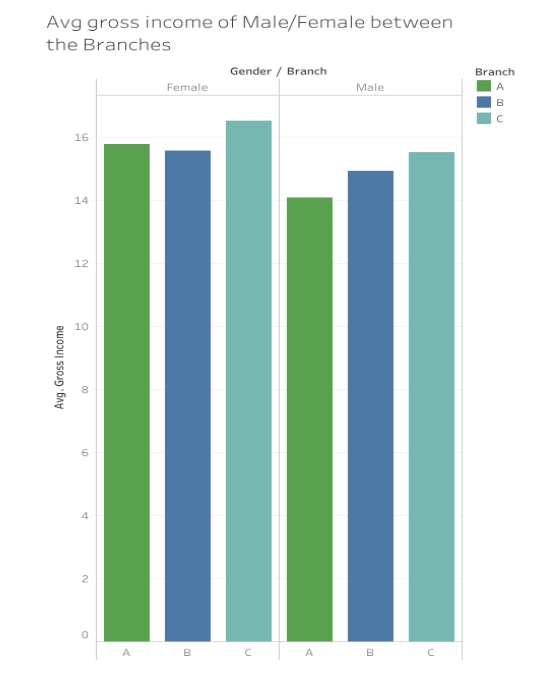 Avg gross income of Male/Female between
the Branches
Gender / Branch
Female
Male
Branch
A
B
C
Avg. Gross Income
16
14
12
10
8
6
4
2
0
A
B
C
A
B
C